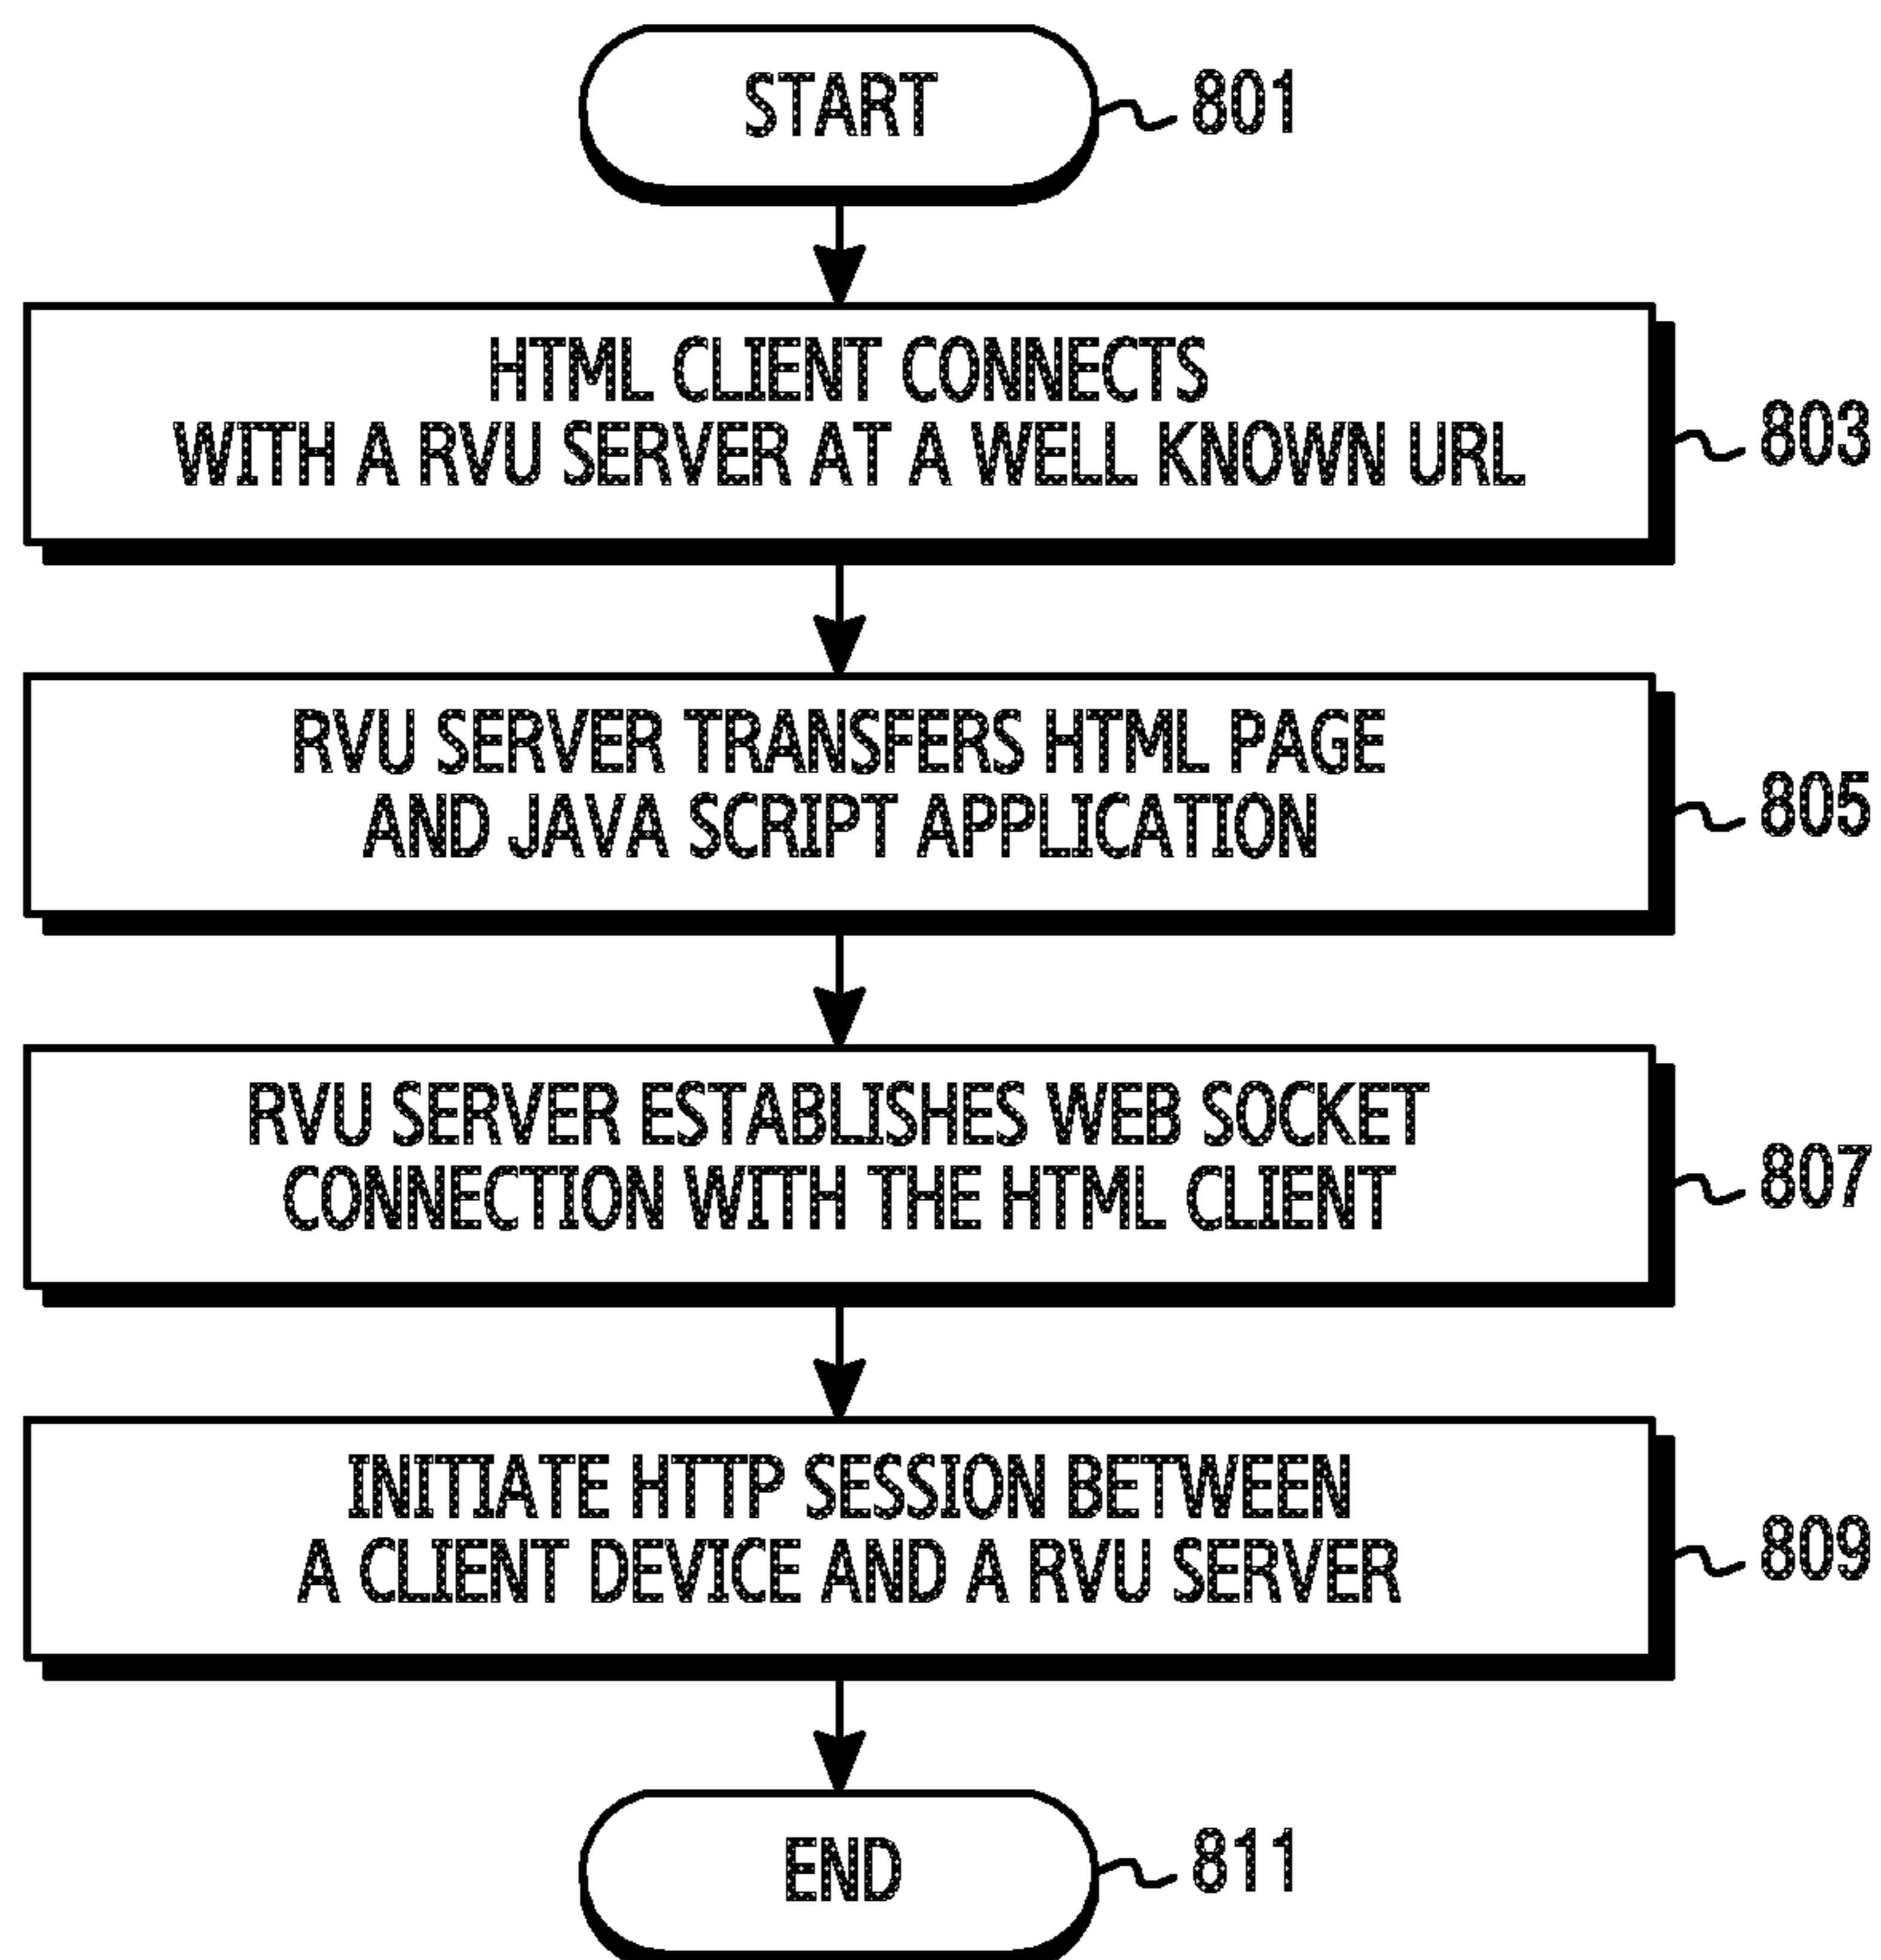 START
801
HTML CLIENT CONNECTS
WITH A RVU SERVER AT A WELL KNOWN URL
803
RVU SERVER TRANSFERS HTML PAGE
AND JAVA SCRIPT APPLICATION
805
RVU SERVER ESTABLISHES WEB SOCKET
CONNECTION WITH THE HTML CLIENT
807
INITIATE HTTP SESSION BETWEEN
A CLIENT DEVICE AND A RVU SERVER
809
END
811